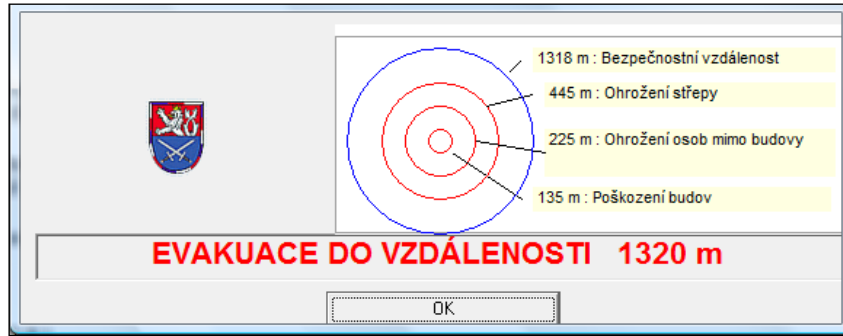 1318 m : Bezpečnostní vzdálenost
445 m : Ohrožení střepy
225 m : Ohrožení osob mimo budovy
135 m : Poškození budov
EVAKUACE DO VZDÁLENOSTI 1320 m
OK